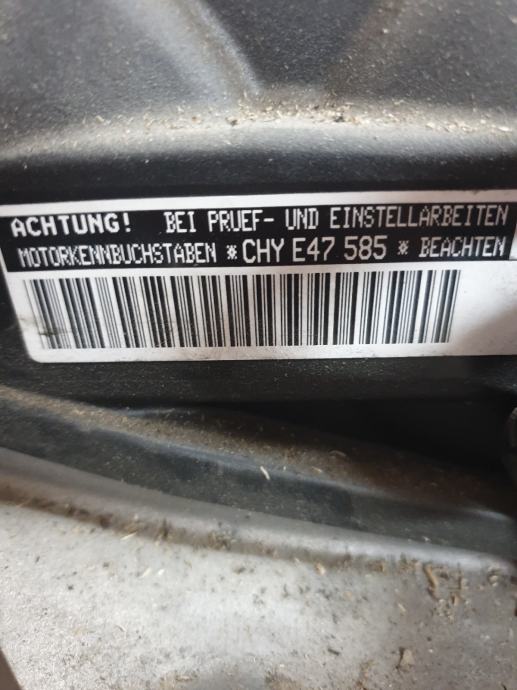 ACHTUNG! BEI PRUEF- UND EINSTELLARBEITEN
MOTORKENNBUCHSTABEN * CHY E47 585 * BEACHTEN